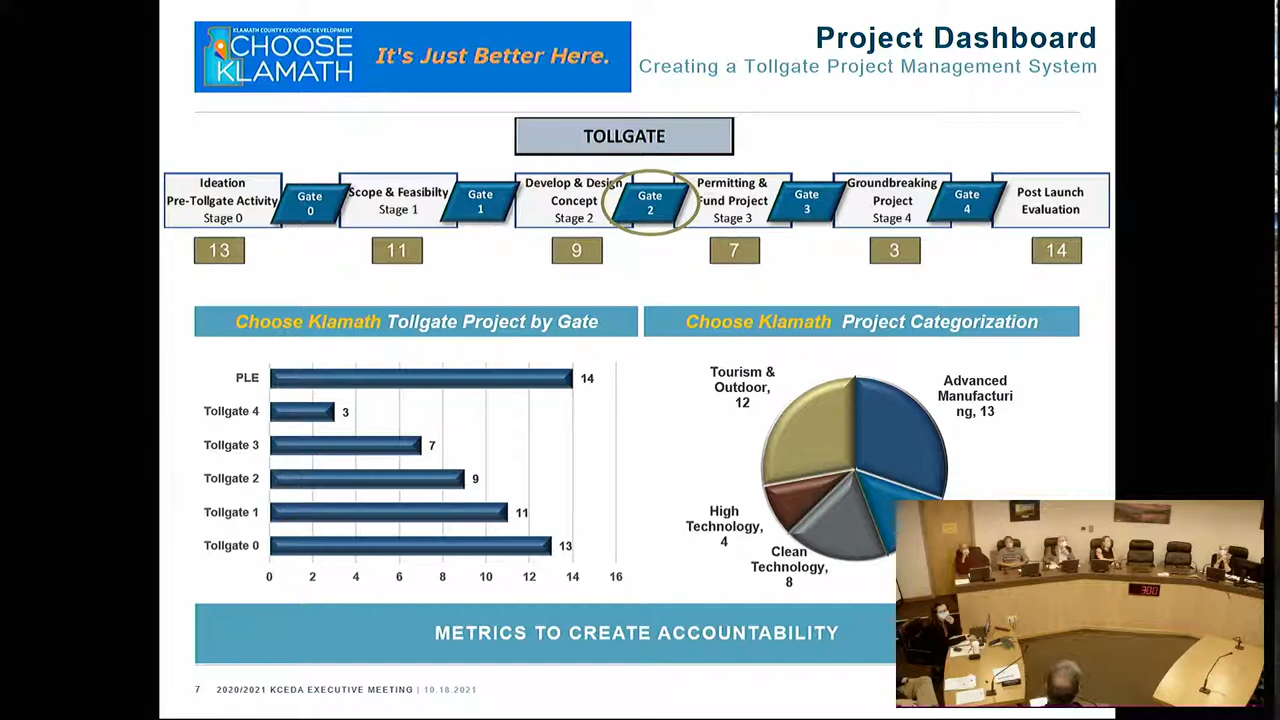 KLAMATH COUNTY ECONOMIC DEVELOPMENT
CHOOSE
KLAMATH
It's Just Better Here.
Project Dashboard
Creating a Tollgate Project Management System
TOLLGATE
Ideation
Pre-Tollgate Activity
Stage 0
Gate
0
Scope & Feasibilty
Stage 1
Gate
1
Develop & Design
Concept
Stage 2
Gate
2
Permitting &
Fund Project
Stage 3
Gate
3
Groundbreaking
Project
Stage 4
Gate
4
Post Launch
Evaluation
13
11
9
7
3
14
Choose Klamath Tollgate Project by Gate
PLE
14
Tollgate 4
3
Tollgate 3
7
Tollgate 2
9
Tollgate 1
11
Tollgate 0
13
0 2 4 6 8 10 12 14 16
Choose Klamath Project Categorization
Tourism &
Outdoor,
12
Advanced
Manufacturi
ng, 13
High
Technology,
4
Clean
Technology,
8
METRICS TO CREATE ACCOUNTABILITY
7 2020/2021 KCEDA EXECUTIVE MEETING | 10.18.2021
3:00